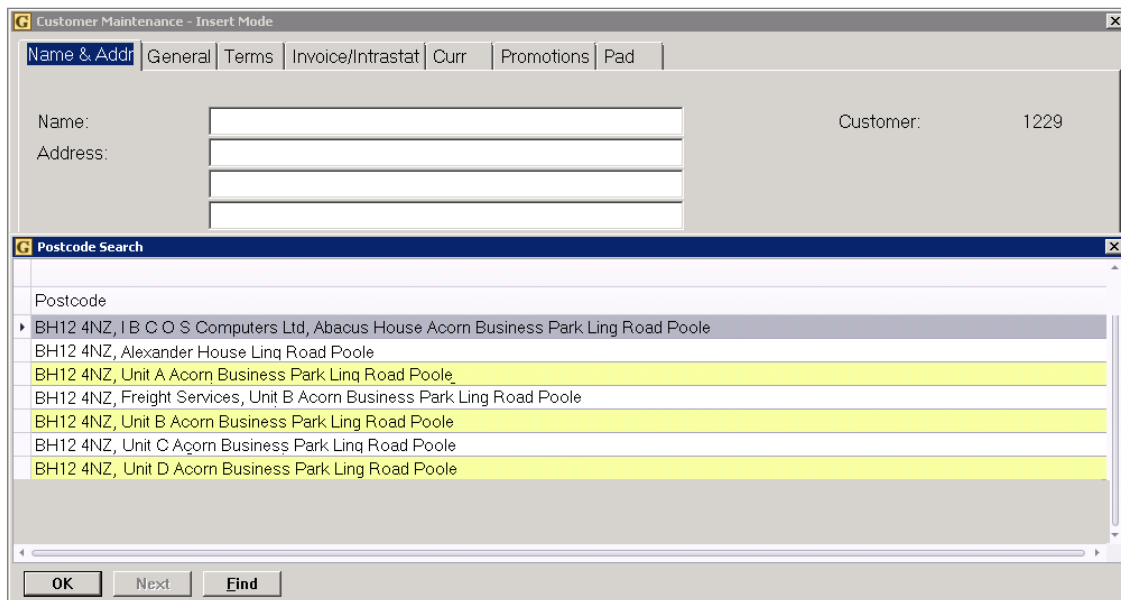 G Customer Maintenance - Insert Mode
Name & Addr General Terms Invoice/Intrastat Curr Promotions Pad
Name: Customer: 1229
Address:
G Postcode Search
Postcode
BH12 4NZ, I B C O S Computers Ltd, Abacus House Acorn Business Park Ling Road Poole
BH12 4NZ, Alexander House Ling Road Poole
BH12 4NZ, Unit A Acorn Business Park Ling Road Poole
BH12 4NZ, Freight Services, Unit B Acorn Business Park Ling Road Poole
BH12 4NZ, Unit B Acorn Business Park Ling Road Poole
BH12 4NZ, Unit C Acorn Business Park Ling Road Poole
BH12 4NZ, Unit D Acorn Business Park Ling Road Poole
OK Next Find